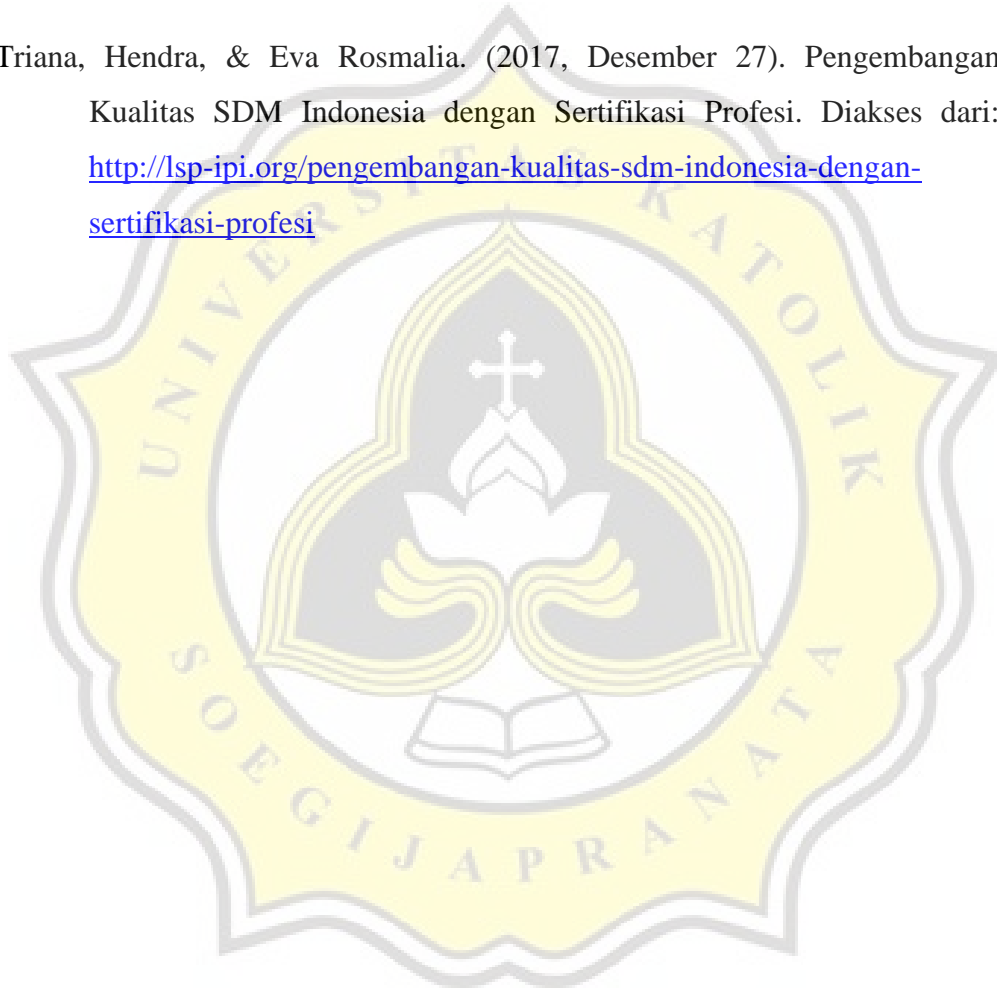 Triana, Hendra, & Eva Rosmalia. (2017, Desember 27). Pengembangan
Kualitas SDM Indonesia dengan Sertifikasi Profesi. Diakses dari:
http://lsp-ipi.org/pengembangan-kualitas-sdm-indonesia-dengan-
sertifikasi-profesi
UNIVERSITAS KATOLIK
SOEGIJAPRANATA